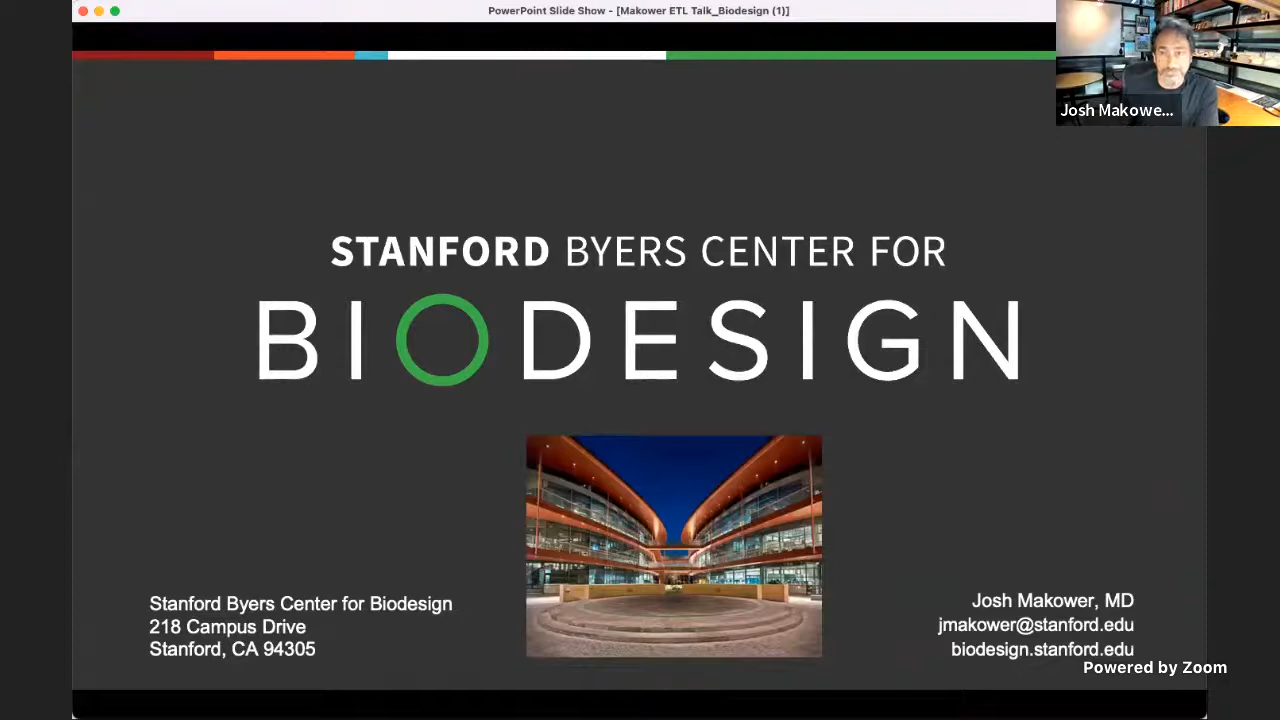 PowerPoint Slide Show - [Makower ETL Talk_Biodesign (1)]
Josh Makowe...
STANFORD BYERS CENTER FOR
BIODESIGN
Stanford Byers Center for Biodesign
218 Campus Drive
Stanford, CA 94305
Josh Makower, MD
jmakower@stanford.edu
biodesign.stanford.edu
Powered by Zoom